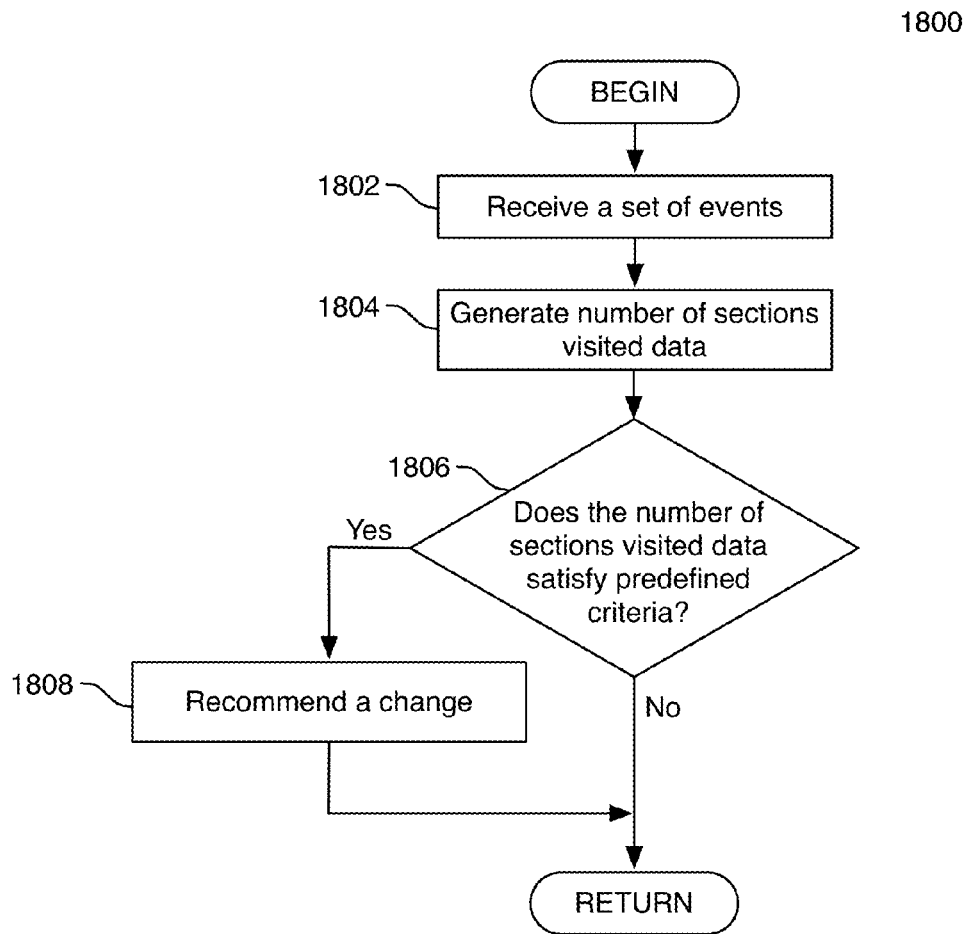 1800
BEGIN
1802
Receive a set of events
1804
Generate number of sections
visited data
1806
Does the number of
sections visited data
satisfy predefined
criteria?
Yes
1808
Recommend a change
No
RETURN